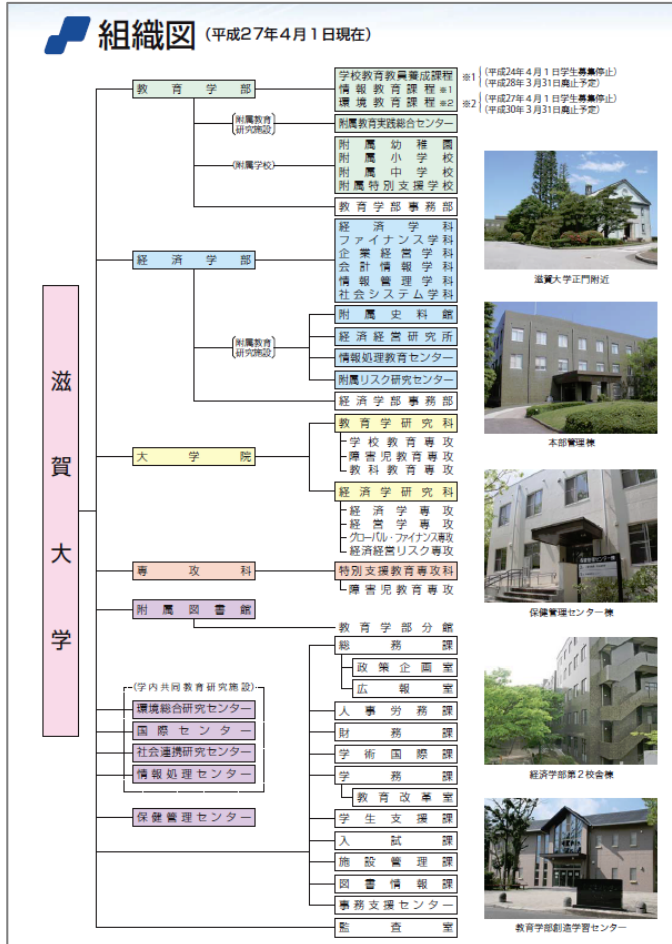 組織図 (平成27年4月1日現在)
滋賀大学
教育学部
学校教育教員養成課程
情報教育課程 ※1
環境教育課程 ※2
※1 (平成24年4月1日学生募集停止)
(平成28年3月31日廃止予定)
※2 (平成27年4月1日学生募集停止)
(平成30年3月31日廃止予定)
(附属教育
研究施設)
附属教育実践総合センター
(附属学校)
附属幼稚園
附属小学校
附属中学校
附属特別支援学校
教育学部事務部
経済学部
経済学科
ファイナンス学科
企業経営学科
会計情報学科
情報管理学科
社会システム学科
(附属教育
研究施設)
附属史料館
経済経営研究所
情報処理教育センター
附属リスク研究センター
経済学部事務部
大学院
教育学研究科
学校教育専攻
障害児教育専攻
教科教育専攻
経済学研究科
経済学専攻
経営学専攻
グローバル・ファイナンス専攻
経済経営リスク専攻
専攻科
特別支援教育専攻科
障害児教育専攻
附属図書館
教育学部分館
(学内共同教育研究施設)
環境総合研究センター
国際センター
社会連携研究センター
情報処理センター
保健管理センター
総務課
政策企画室
広報室
人事労務課
財務課
学術国際課
学務課
教育改革室
学生支援課
入試課
施設管理課
図書情報課
事務支援センター
監査室
滋賀大学正門附近
本部管理棟
保健管理センター棟
経済学部第2校舎棟
教育学部創造学習センター